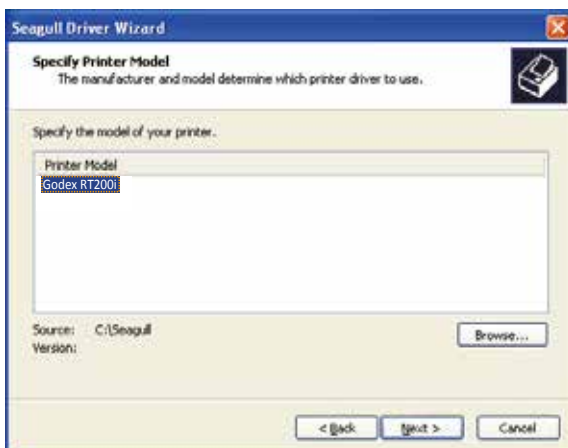 Seagull Driver Wizard
Specify Printer Model
The manufacturer and model determine which printer driver to use.
Specify the model of your printer.
Printer Model
Godex RT200i
Source: C:\Seagull
Browse...
Version:
< Back Next > Cancel